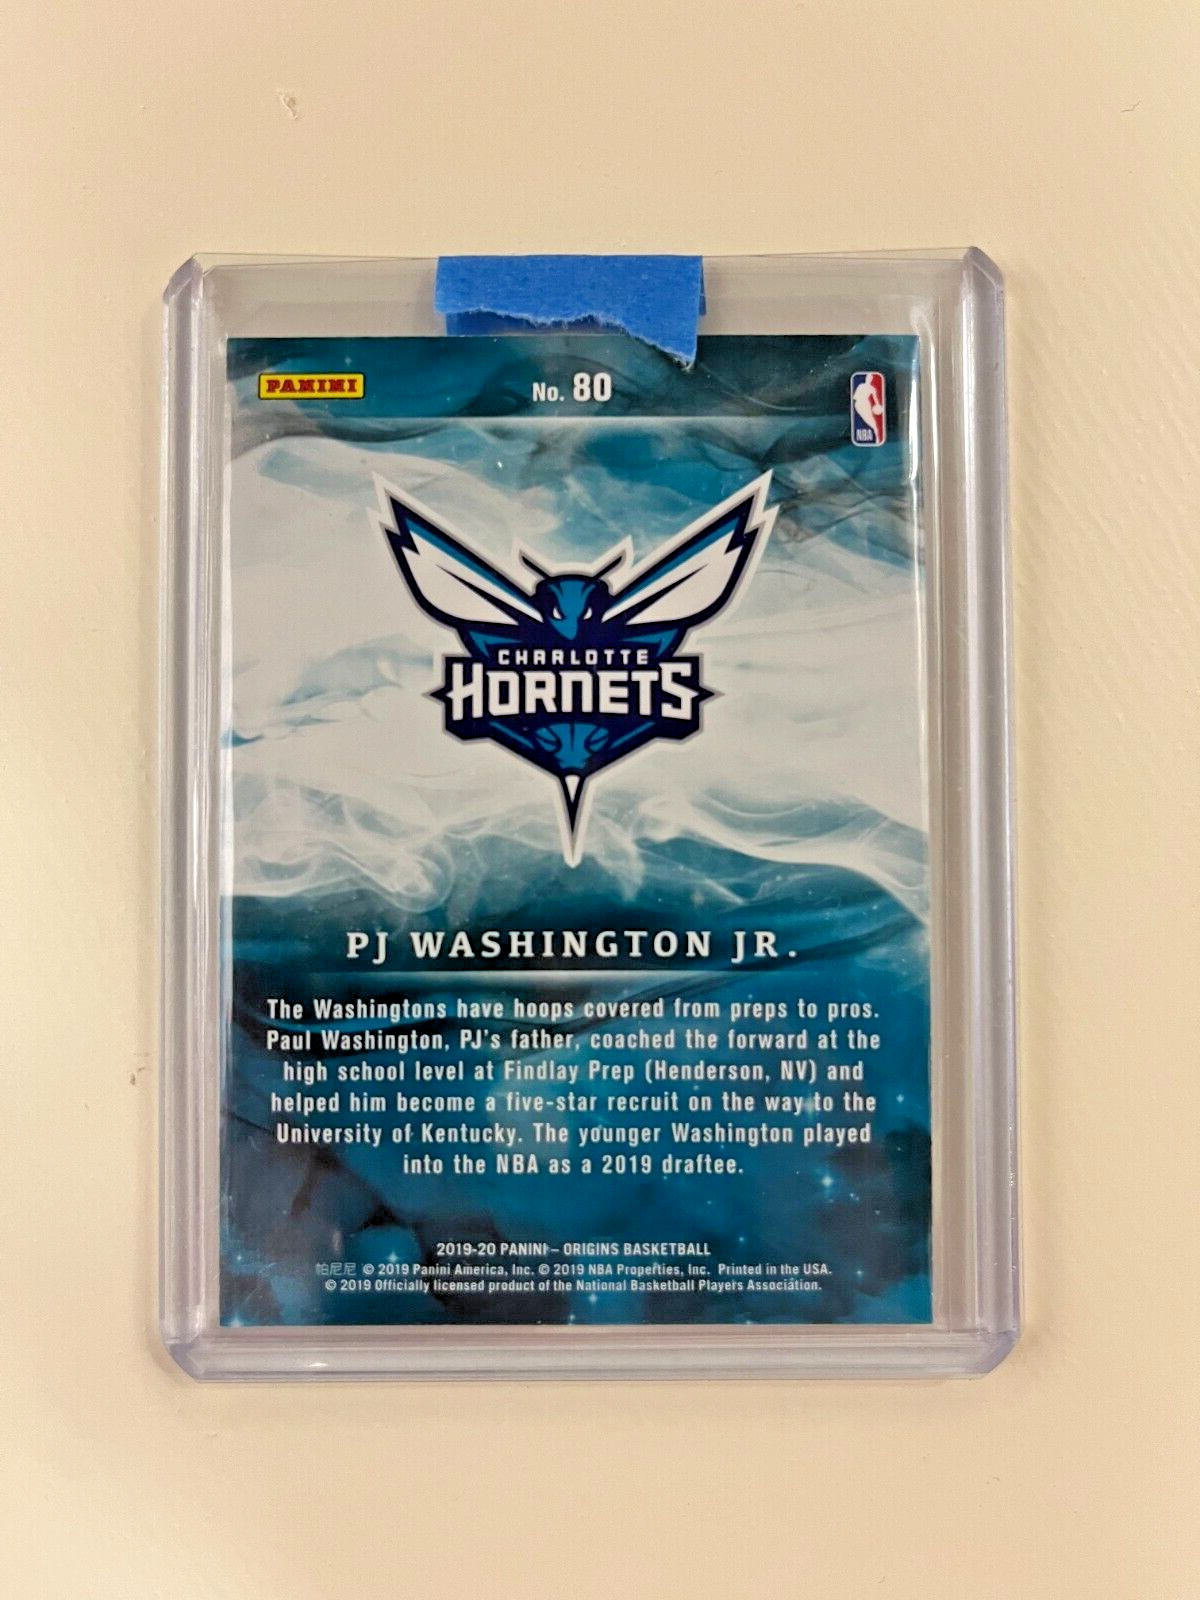 PANINI
No. 80
NBA
CHARLOTTE
HORNETS
PJ WASHINGTON JR.
The Washingtons have hoops covered from preps to pros.
Paul Washington, PJ's father, coached the forward at the
high school level at Findlay Prep (Henderson, NV) and
helped him become a five-star recruit on the way to the
University of Kentucky. The younger Washington played
into the NBA as a 2019 draftee.
2019-20 PANINI – ORIGINS BASKETBALL
帕尼尼 © 2019 Panini America, Inc. © 2019 NBA Properties, Inc. Printed in the USA.
© 2019 Officially licensed product of the National Basketball Players Association.